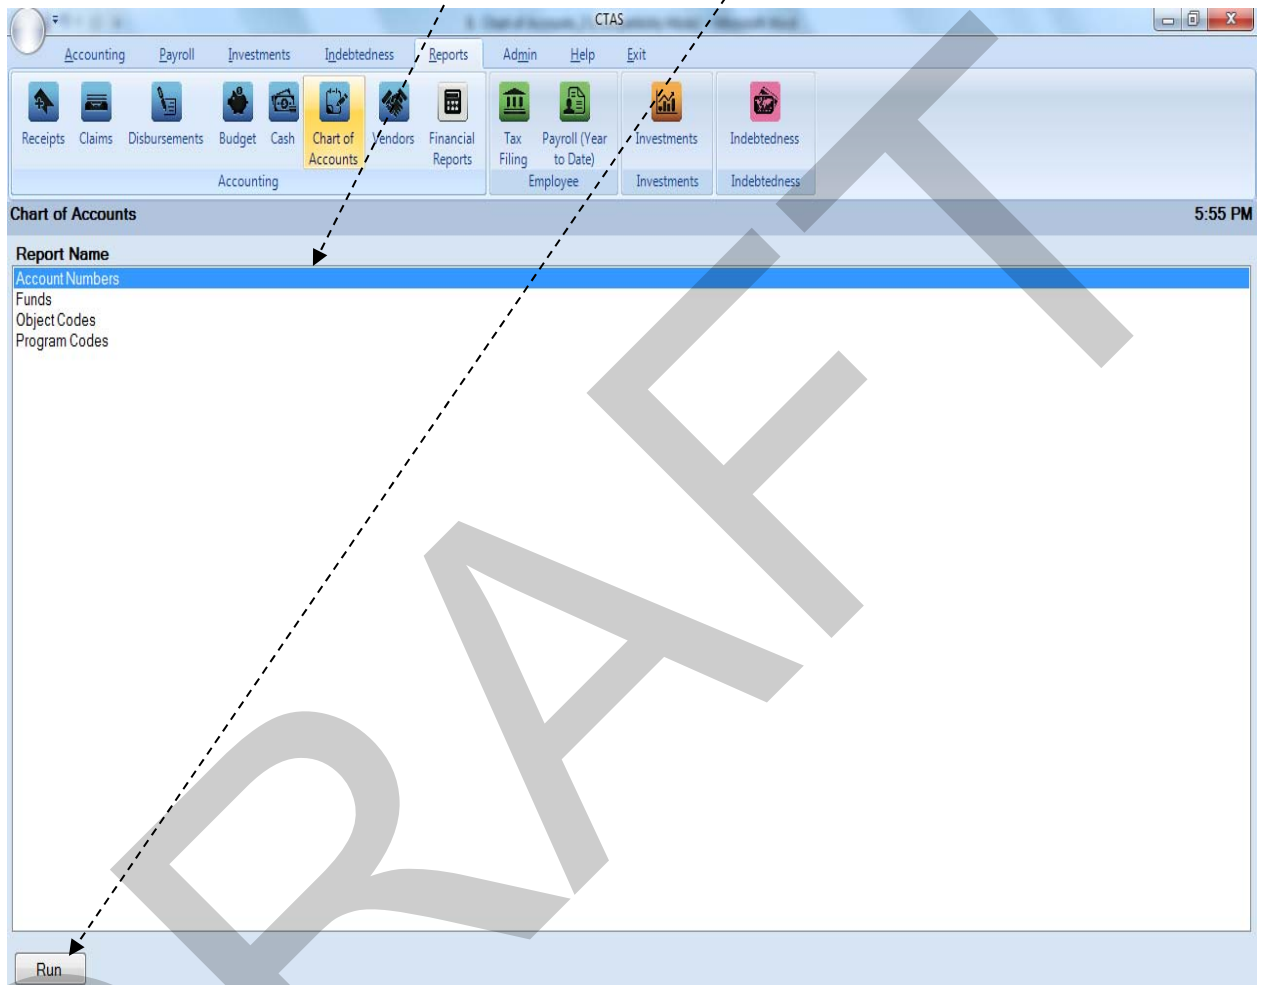 CTAS
Accounting Payroll Investments Indebtedness Reports Admin Help Exit
Receipts Claims Disbursements Budget Cash Chart of Accounts Vendors Financial Reports Tax Filing Payroll (Year to Date) Investments Indebtedness
Accounting Employee Investments Indebtedness
Chart of Accounts 5:55 PM
Report Name
Account Numbers
Funds
Object Codes
Program Codes
Run
RAFT